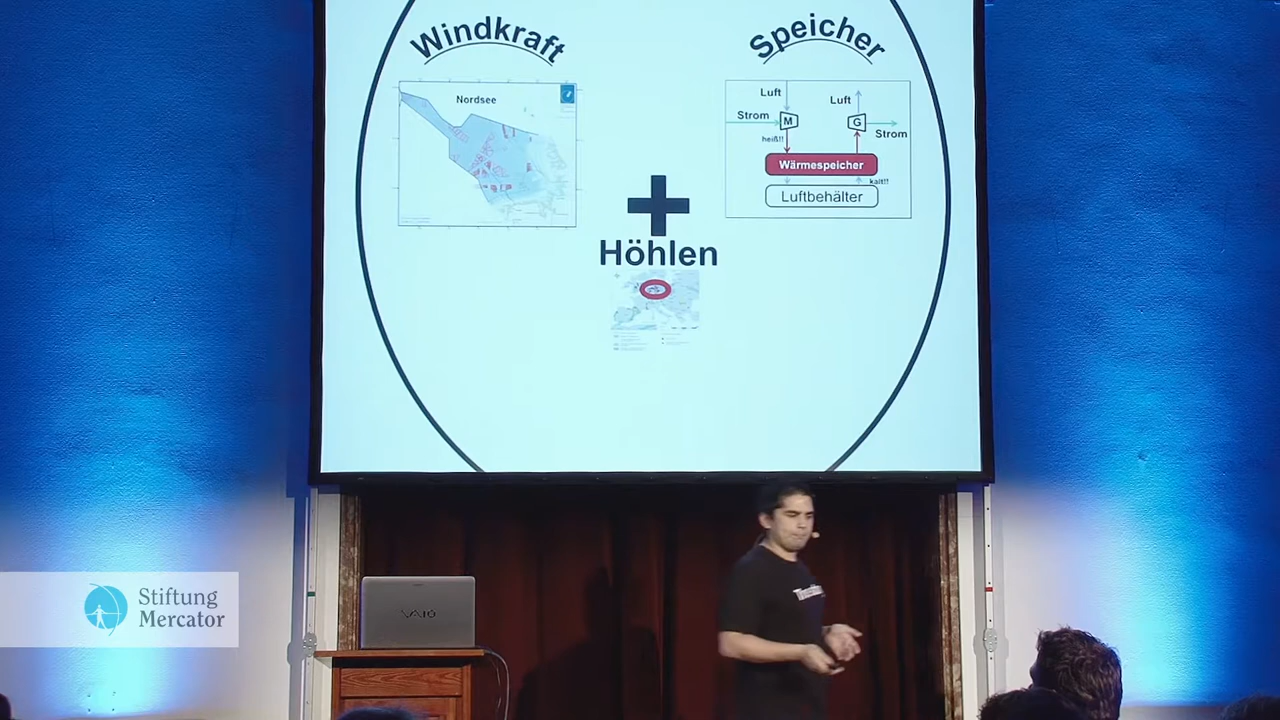 Windkraft
Speicher
Nordsee
Luft
Luft
Strom
M
G
Strom
heiß!!
Wärmespeicher
kalt!!
Luftbehälter
Höhlen
VAIO
Stiftung
Mercator